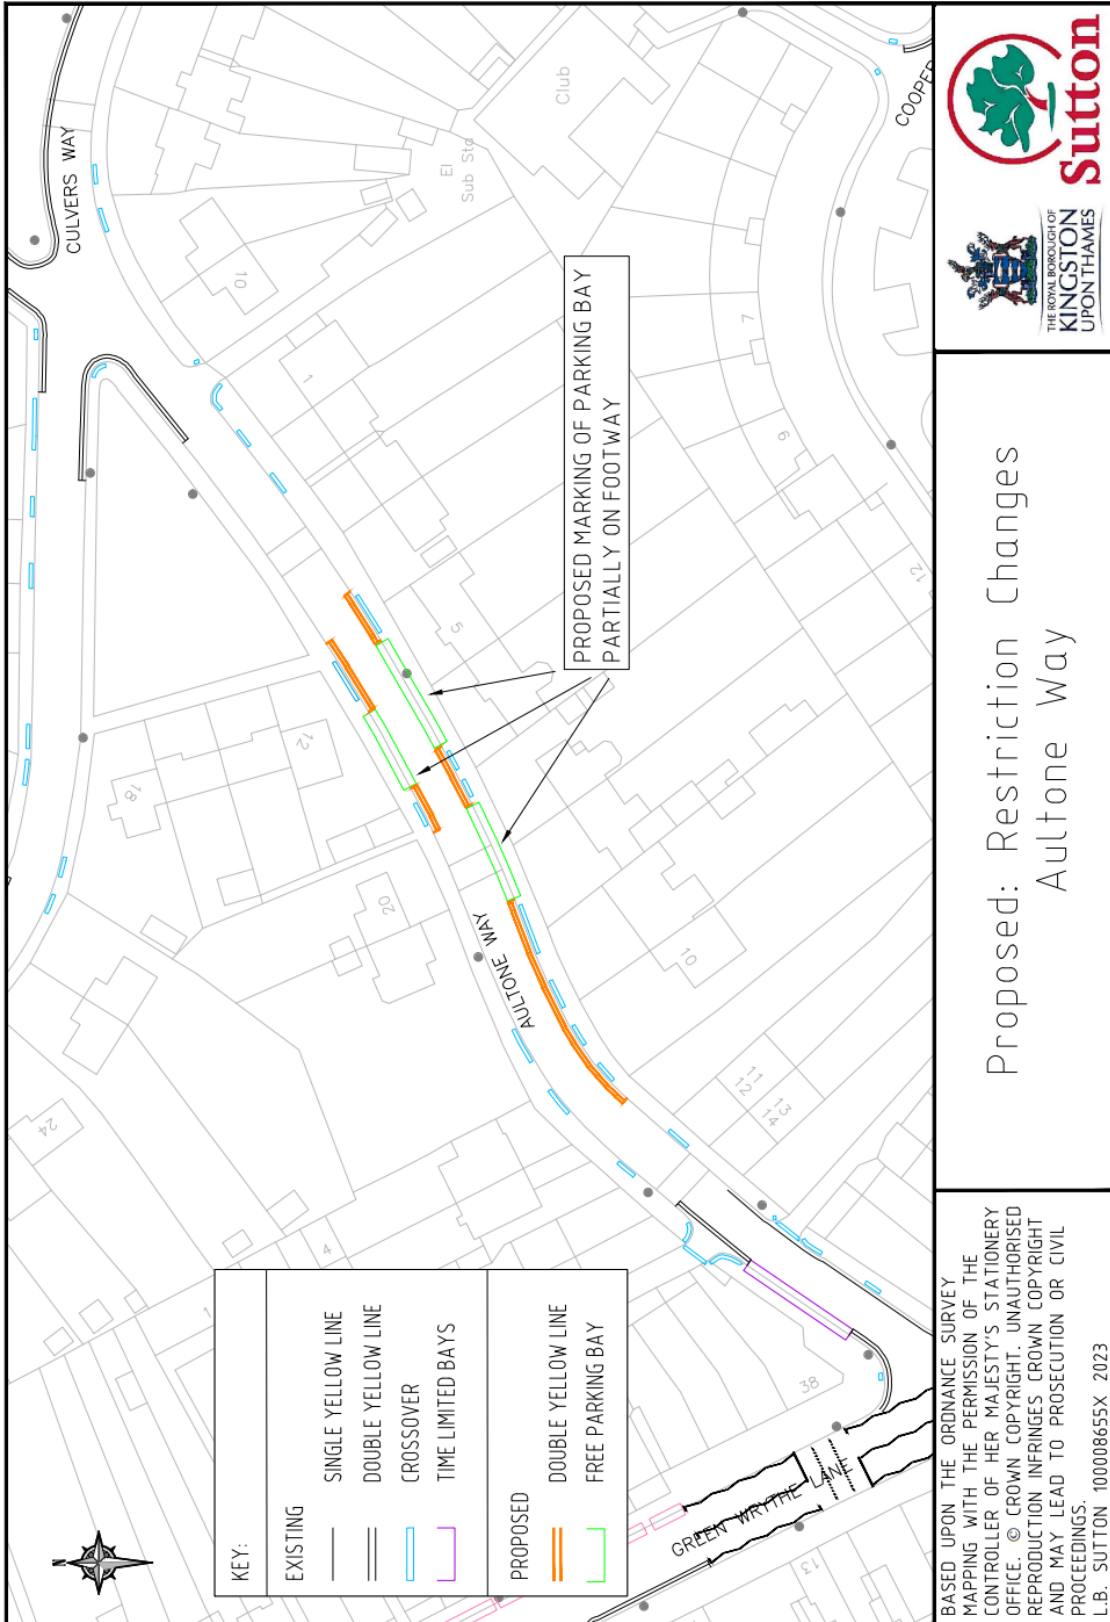 CULVERS WAY
COOPER
Club
El
Sub Sta
10
1
7
6
12
5
PROPOSED MARKING OF PARKING BAY
PARTIALLY ON FOOTWAY
12
18
20
AULTONE WAY
10
11
12
13
14
24
4
1
38
GREEN WRYTHE LANE
13
N
KEY:
EXISTING
SINGLE YELLOW LINE
DOUBLE YELLOW LINE
CROSSOVER
TIME LIMITED BAYS
PROPOSED
DOUBLE YELLOW LINE
FREE PARKING BAY
BASED UPON THE ORDNANCE SURVEY
MAPPING WITH THE PERMISSION OF THE
CONTROLLER OF HER MAJESTY'S STATIONERY
OFFICE. © CROWN COPYRIGHT. UNAUTHORISED
REPRODUCTION INFRINGES CROWN COPYRIGHT
AND MAY LEAD TO PROSECUTION OR CIVIL
PROCEEDINGS.
L.B. SUTTON 100008655X 2023
Proposed: Restriction Changes
Aultone Way
THE ROYAL BOROUGH OF
KINGSTON
UPON THAMES
Sutton